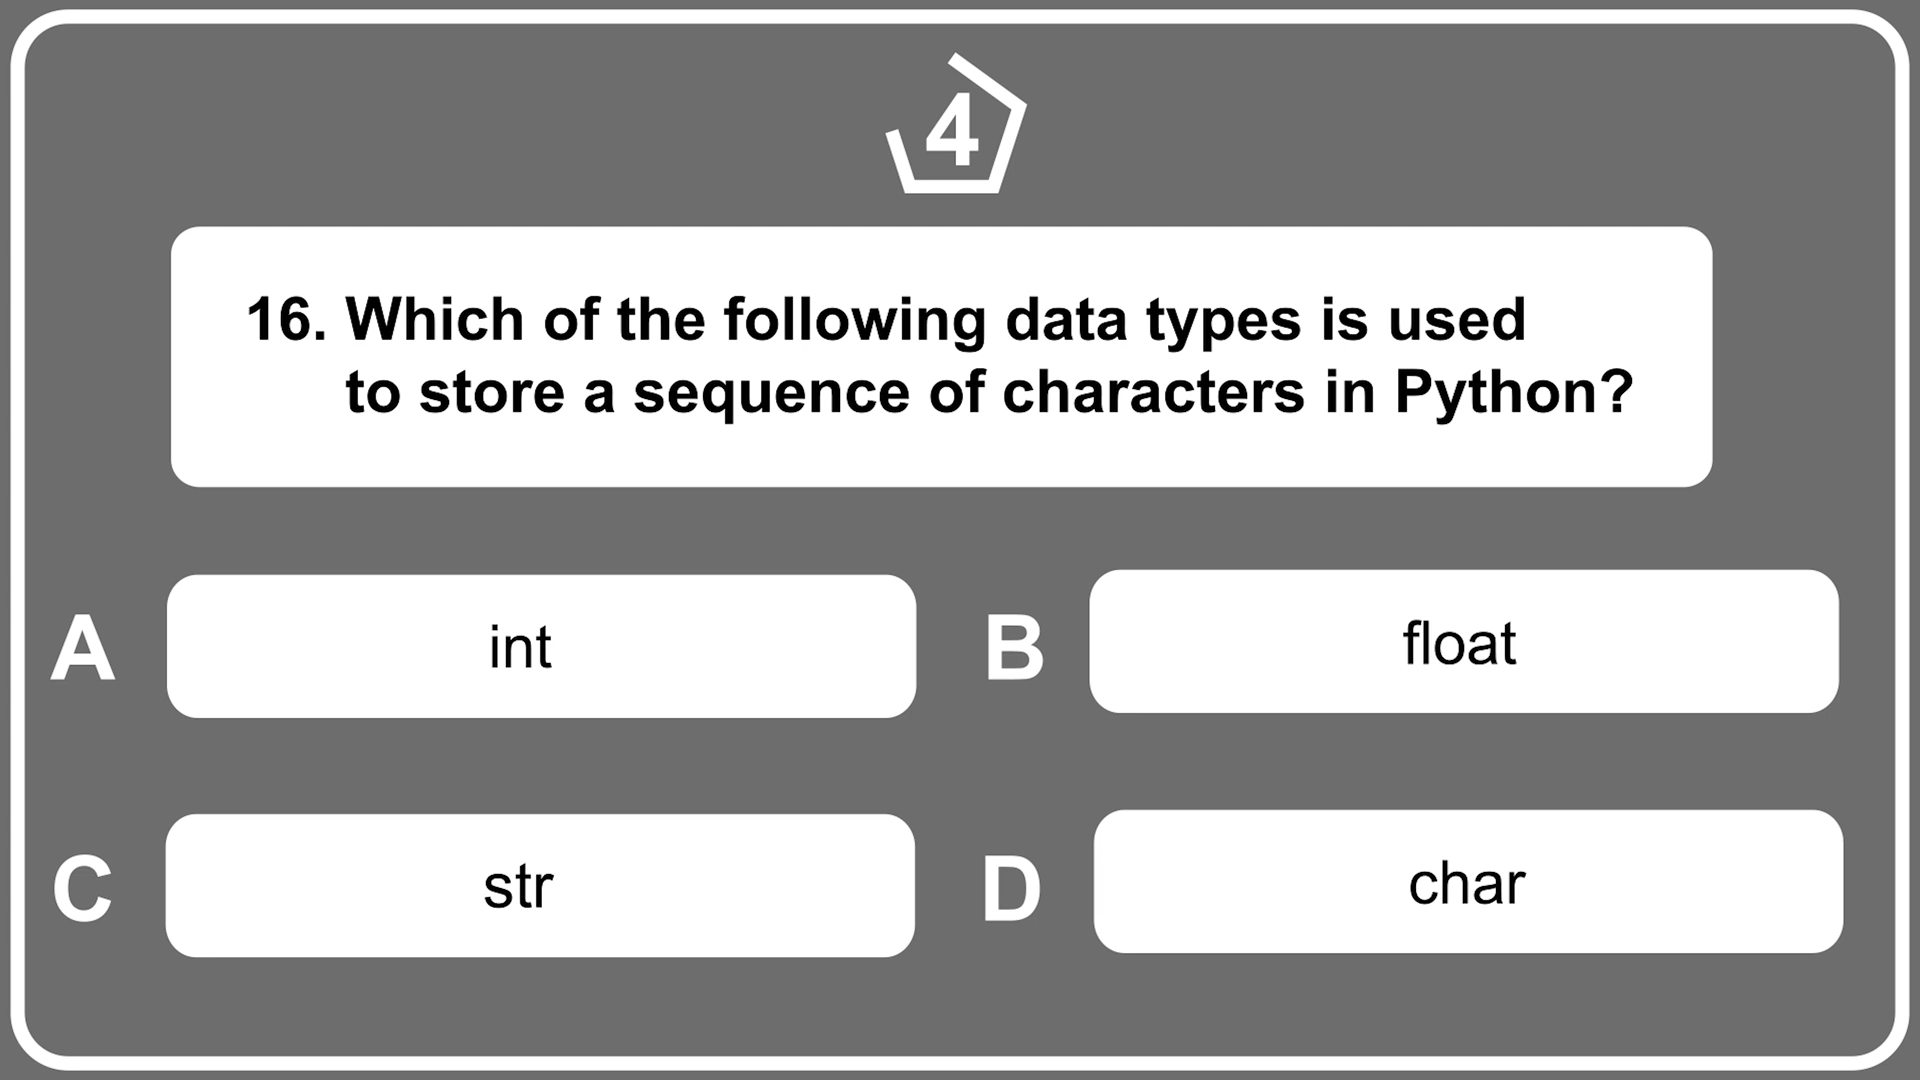 4
16. Which of the following data types is used
to store a sequence of characters in Python?
A
int
B
float
C
str
D
char